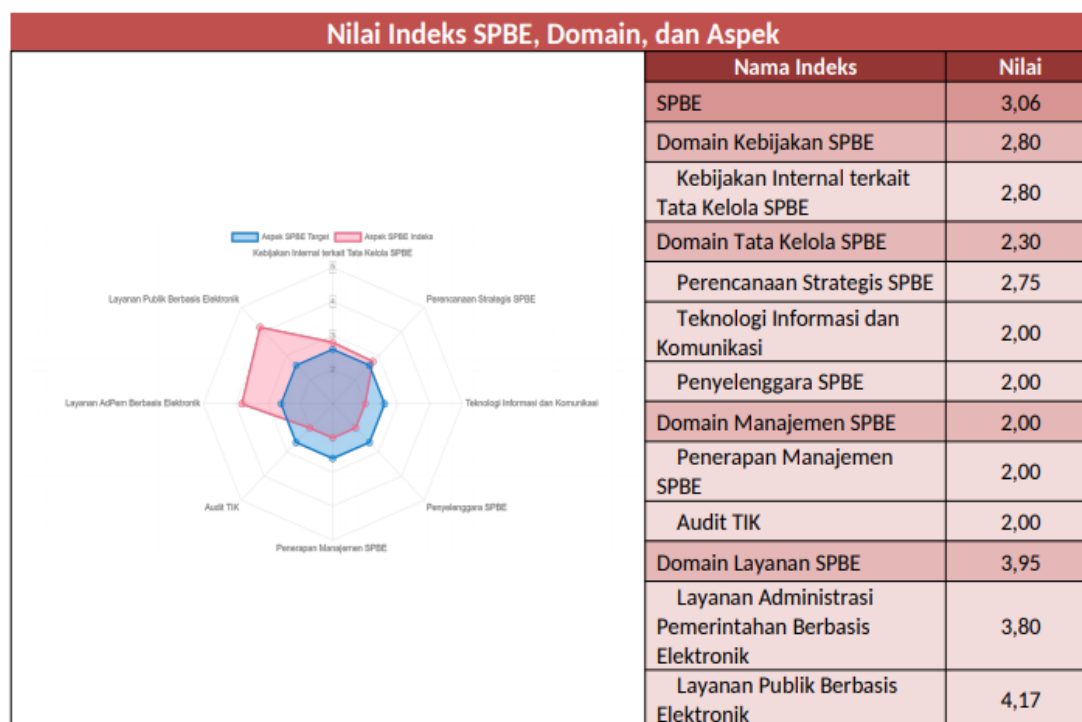 Nilai Indeks SPBE, Domain, dan Aspek
Aspek SPBE Target
Aspek SPBE Indeks
Kebijakan Internal terkait Tata Kelola SPBE
5
4
3
2
Layanan Publik Berbasis Elektronik
Perencanaan Strategis SPBE
Layanan AdPem Berbasis Elektronik
Teknologi Informasi dan Komunikasi
Audit TIK
Penyelenggara SPBE
Penerapan Manajemen SPBE
Nama Indeks Nilai
SPBE 3,06
Domain Kebijakan SPBE 2,80
Kebijakan Internal terkait
Tata Kelola SPBE 2,80
Domain Tata Kelola SPBE 2,30
Perencanaan Strategis SPBE 2,75
Teknologi Informasi dan
Komunikasi 2,00
Penyelenggara SPBE 2,00
Domain Manajemen SPBE 2,00
Penerapan Manajemen
SPBE 2,00
Audit TIK 2,00
Domain Layanan SPBE 3,95
Layanan Administrasi
Pemerintahan Berbasis 3,80
Elektronik
Layanan Publik Berbasis
Elektronik 4,17